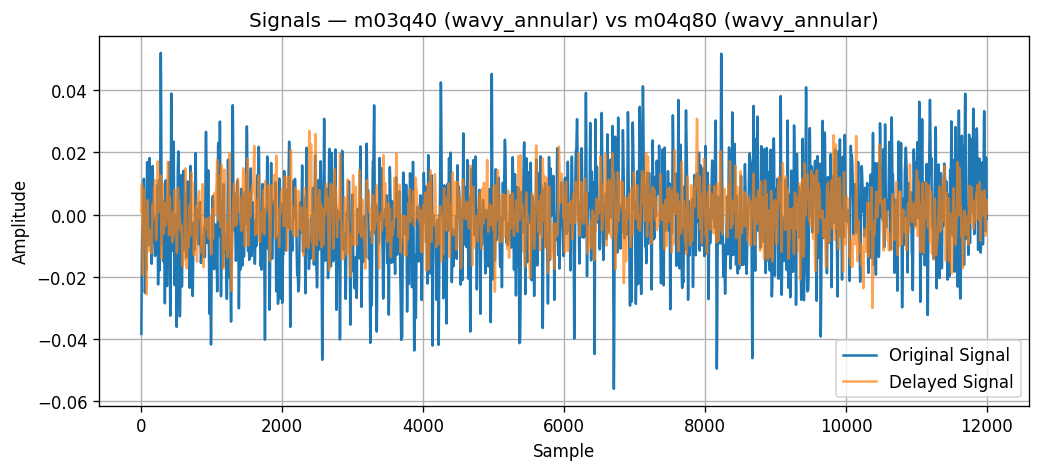 Signals — m03q40 (wavy_annular) vs m04q80 (wavy_annular)
0.04
0.02
0.00
−0.02
−0.04
−0.06
Amplitude
0 2000 4000 6000 8000 10000 12000
Sample
Original Signal
Delayed Signal